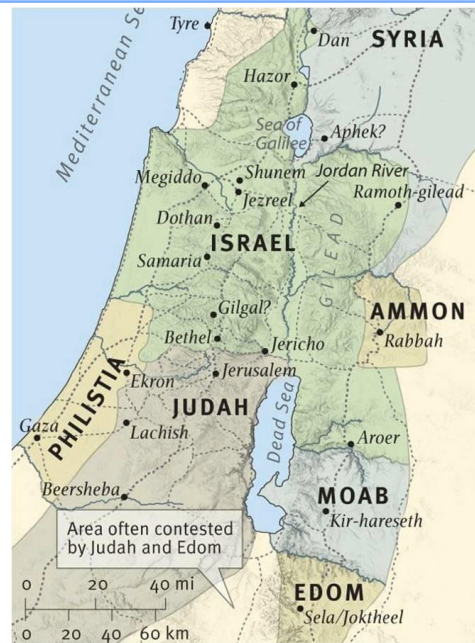 Mediterranean Se
Tyre
Dan
SYRIA
Hazor
Sea of
Galilee
Aphek?
Megiddo
Shunem
Jordan River
Jezreel
Ramoth-gilead
Dothan
ISRAEL
GILEAD
Samaria
Gilgal?
AMMON
Bethel
Jericho
Rabbah
PHILISTIA
Ekron
Jerusalem
JUDAH
Dead Sea
Gaza
Lachish
Aroer
Beersheba
MOAB
Kir-hareseth
Area often contested
by Judah and Edom
EDOM
Sela/Joktheel
0 20 40 mi
0 20 40 60 km